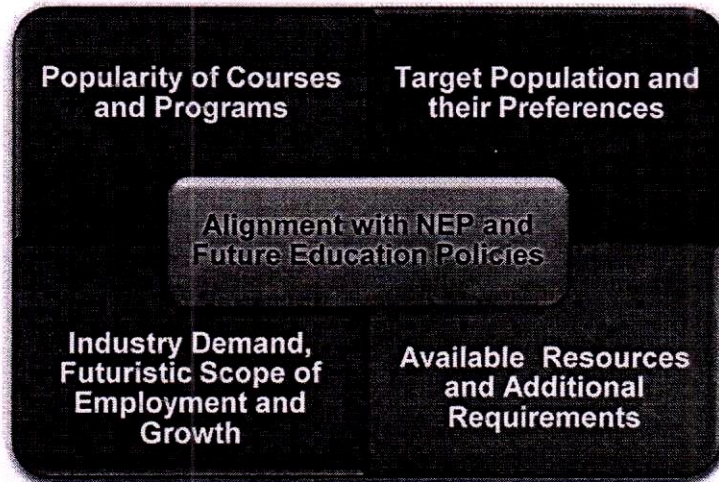 Popularity of Courses
and Programs
Target Population and
their Preferences
Alignment with NEP and
Future Education Policies
Industry Demand,
Futuristic Scope of
Employment and
Growth
Available Resources
and Additional
Requirements